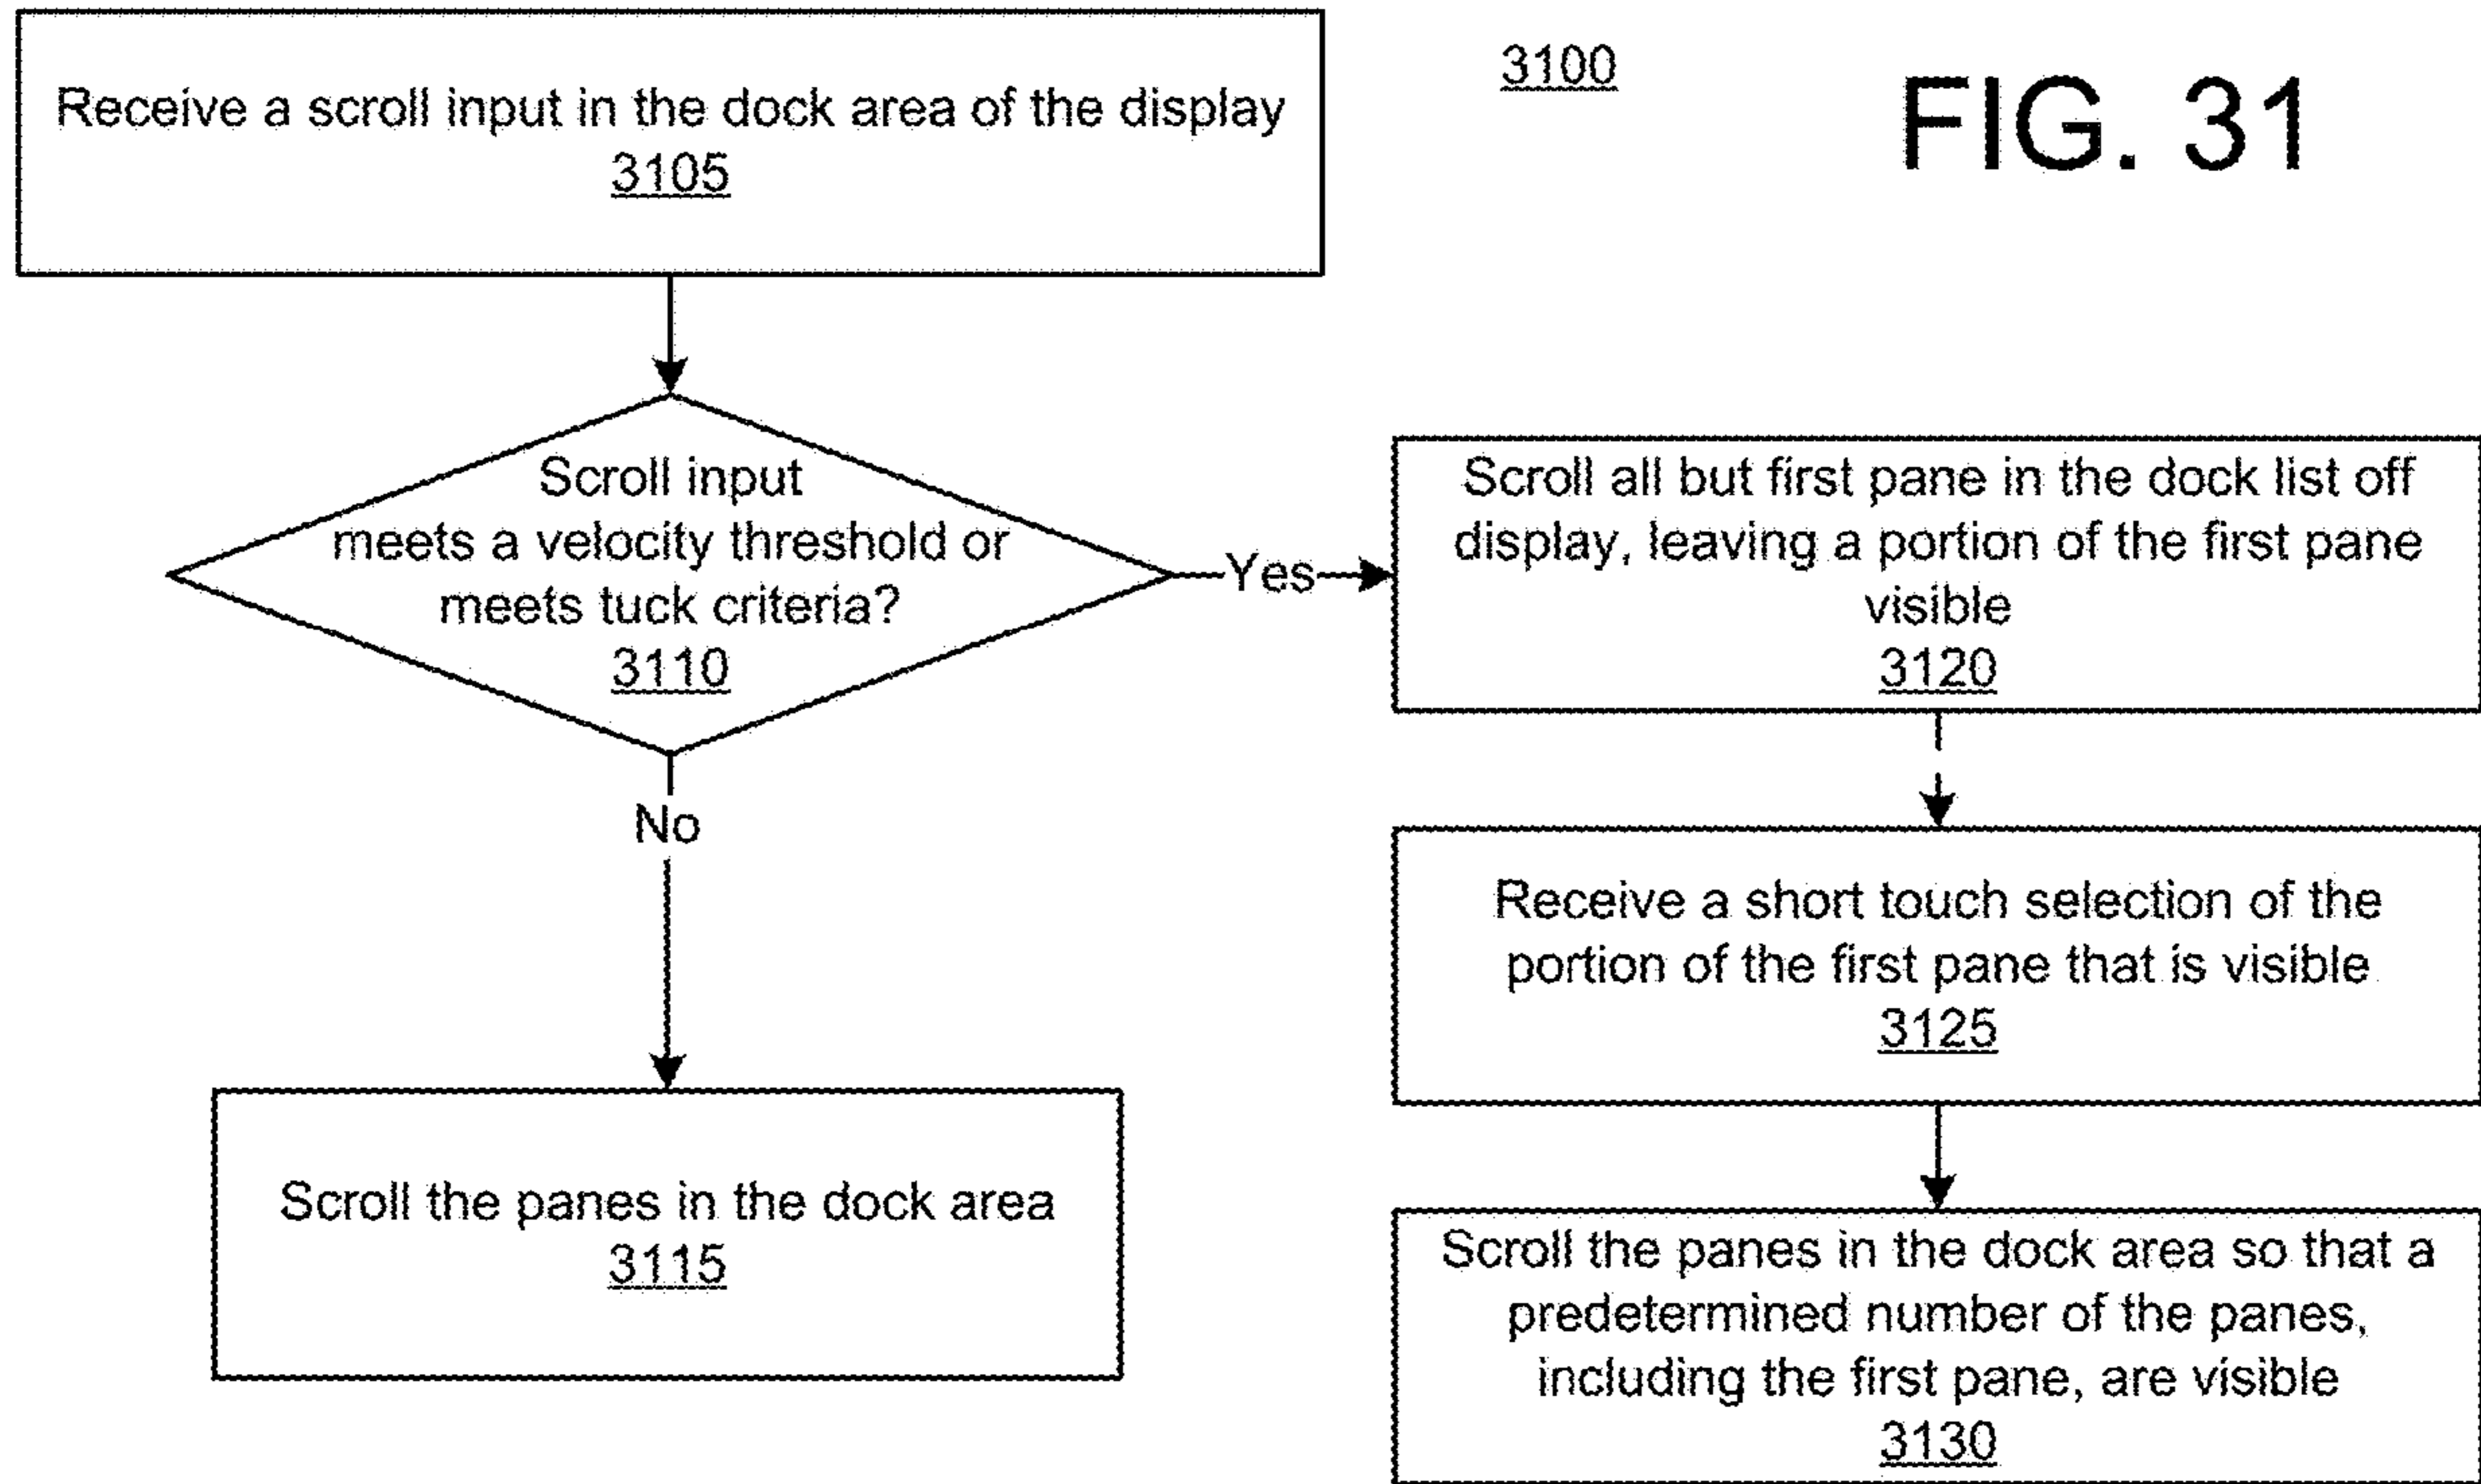 3100
FIG. 31
Receive a scroll input in the dock area of the display
3105
Scroll input
meets a velocity threshold or
meets tuck criteria?
3110
Yes
No
Scroll the panes in the dock area
3115
Scroll all but first pane in the dock list off
display, leaving a portion of the first pane
visible
3120
Receive a short touch selection of the
portion of the first pane that is visible
3125
Scroll the panes in the dock area so that a
predetermined number of the panes,
including the first pane, are visible
3130